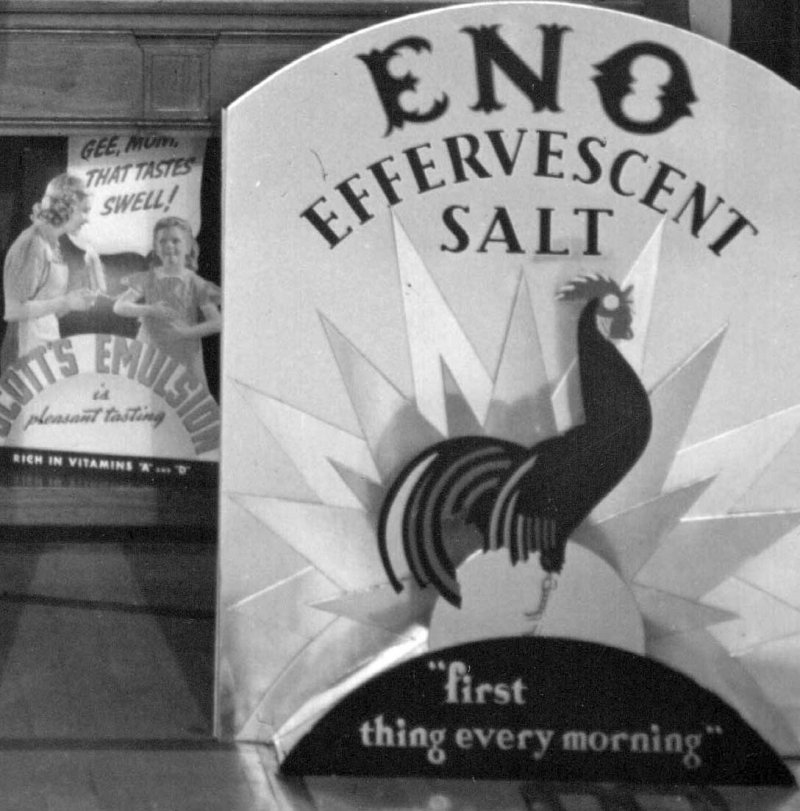 GEE, MOM,
THAT TASTES
SWELL!
SCOTT'S EMULSION
is
pleasant tasting
RICH IN VITAMINS "A" AND "D"
ENO
EFFERVESCENT
SALT
"first
thing every morning"